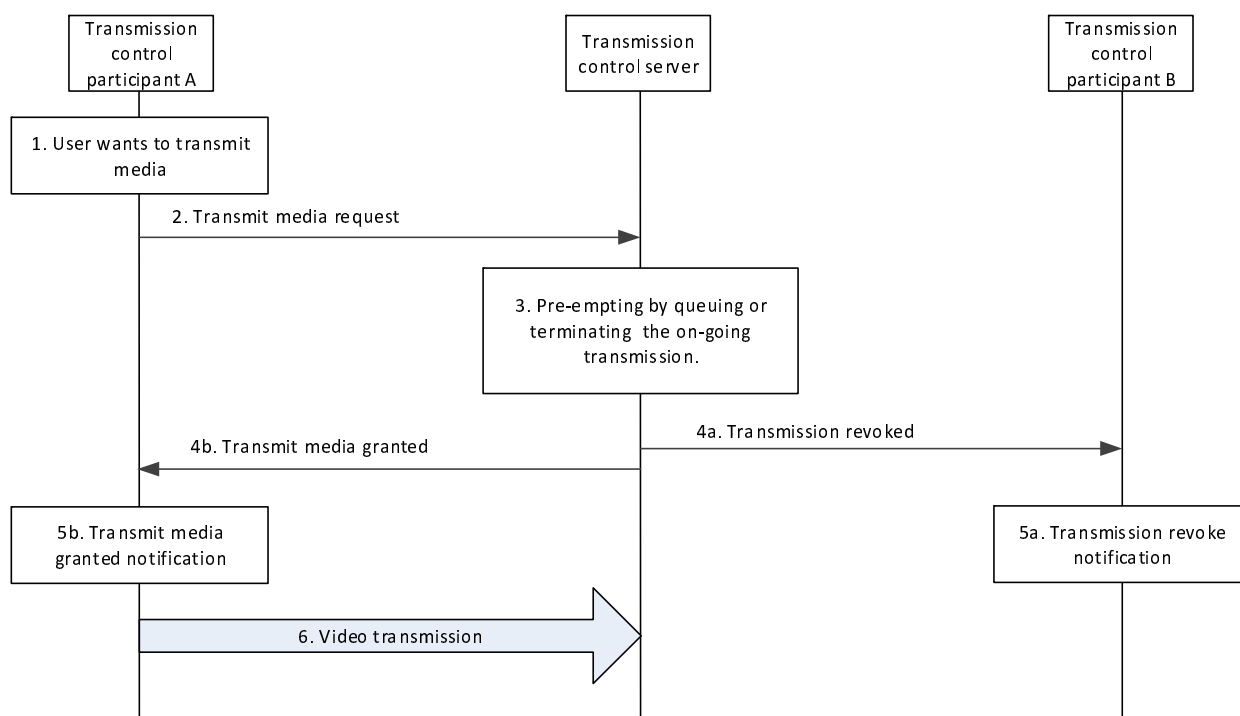 Transmission
control
participant A
Transmission
control server
Transmission
control
participant B
1. User wants to transmit
media
2. Transmit media request
3. Pre-empting by queuing or
terminating the on-going
transmission.
4a. Transmission revoked
4b. Transmit media granted
5b. Transmit media
granted notification
5a. Transmission revoke
notification
6. Video transmission